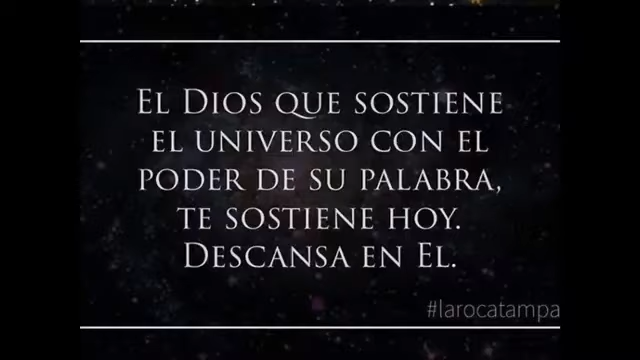 El Dios que sostiene
el universo con el
poder de su palabra,
te sostiene hoy.
Descansa en El.
#larocatampa